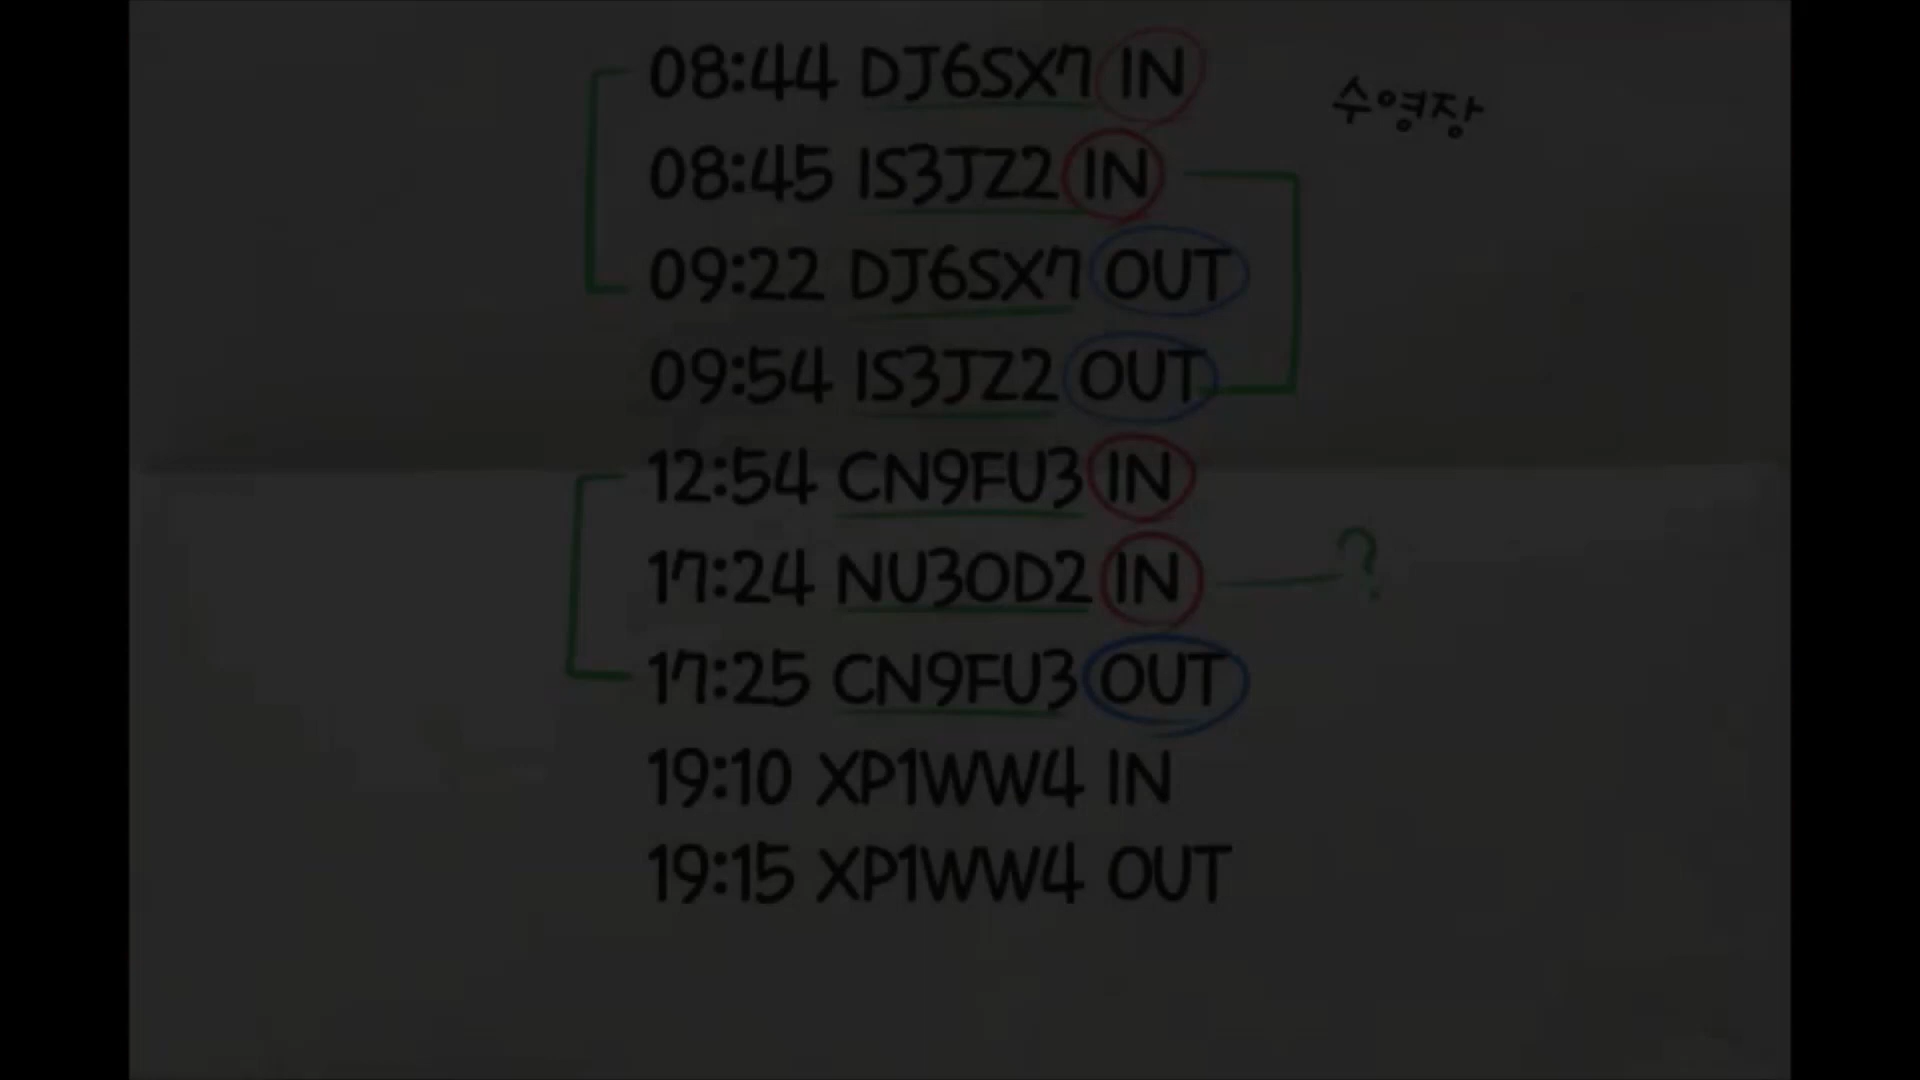 08:44 DJ6SX7 IN
수영장
08:45 IS3JZ2 IN
09:22 DJ6SX7 OUT
09:54 IS3JZ2 OUT
12:54 CN9FU3 IN
17:24 NU3OD2 IN ?
17:25 CN9FU3 OUT
19:10 XP1WW4 IN
19:15 XP1WW4 OUT